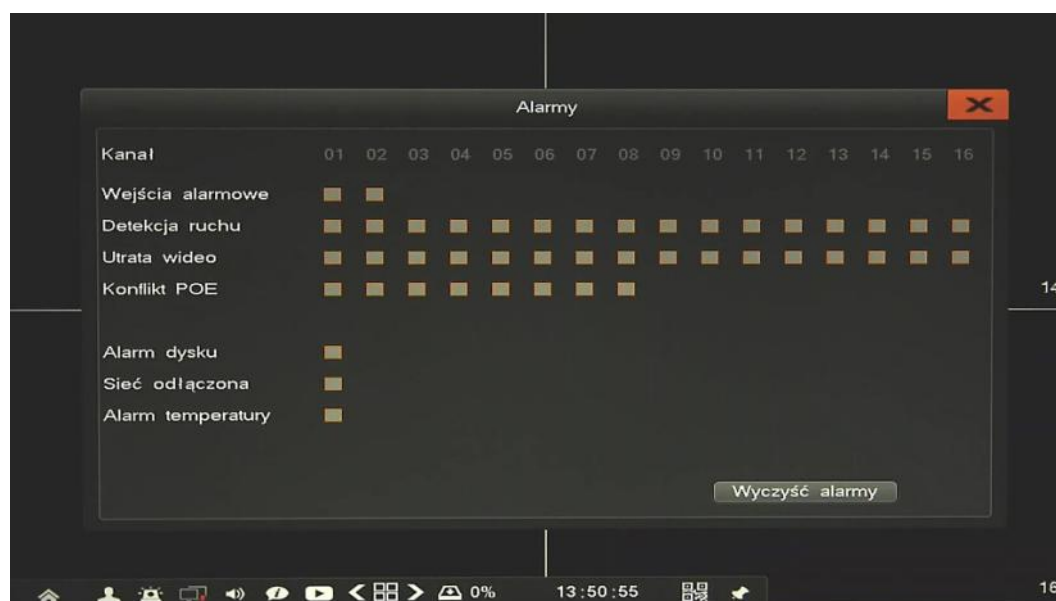 Alarmy
Kanał 01 02 03 04 05 06 07 08 09 10 11 12 13 14 15 16
Wejścia alarmowe
Detekcja ruchu
Utrata wideo
Konflikt POE
14
Alarm dysku
Sieć odłączona
Alarm temperatury
Wyczyść alarmy
0% 13:50:55
16